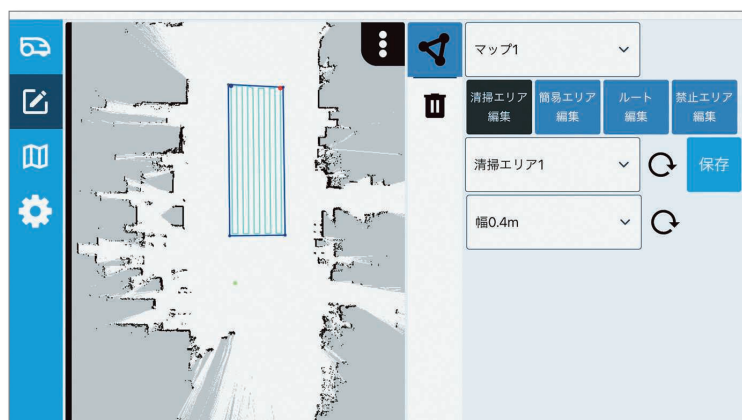 マップ1
清掃エリア
編集
簡易エリア
編集
ルート
編集
禁止エリア
編集
清掃エリア1
保存
幅0.4m